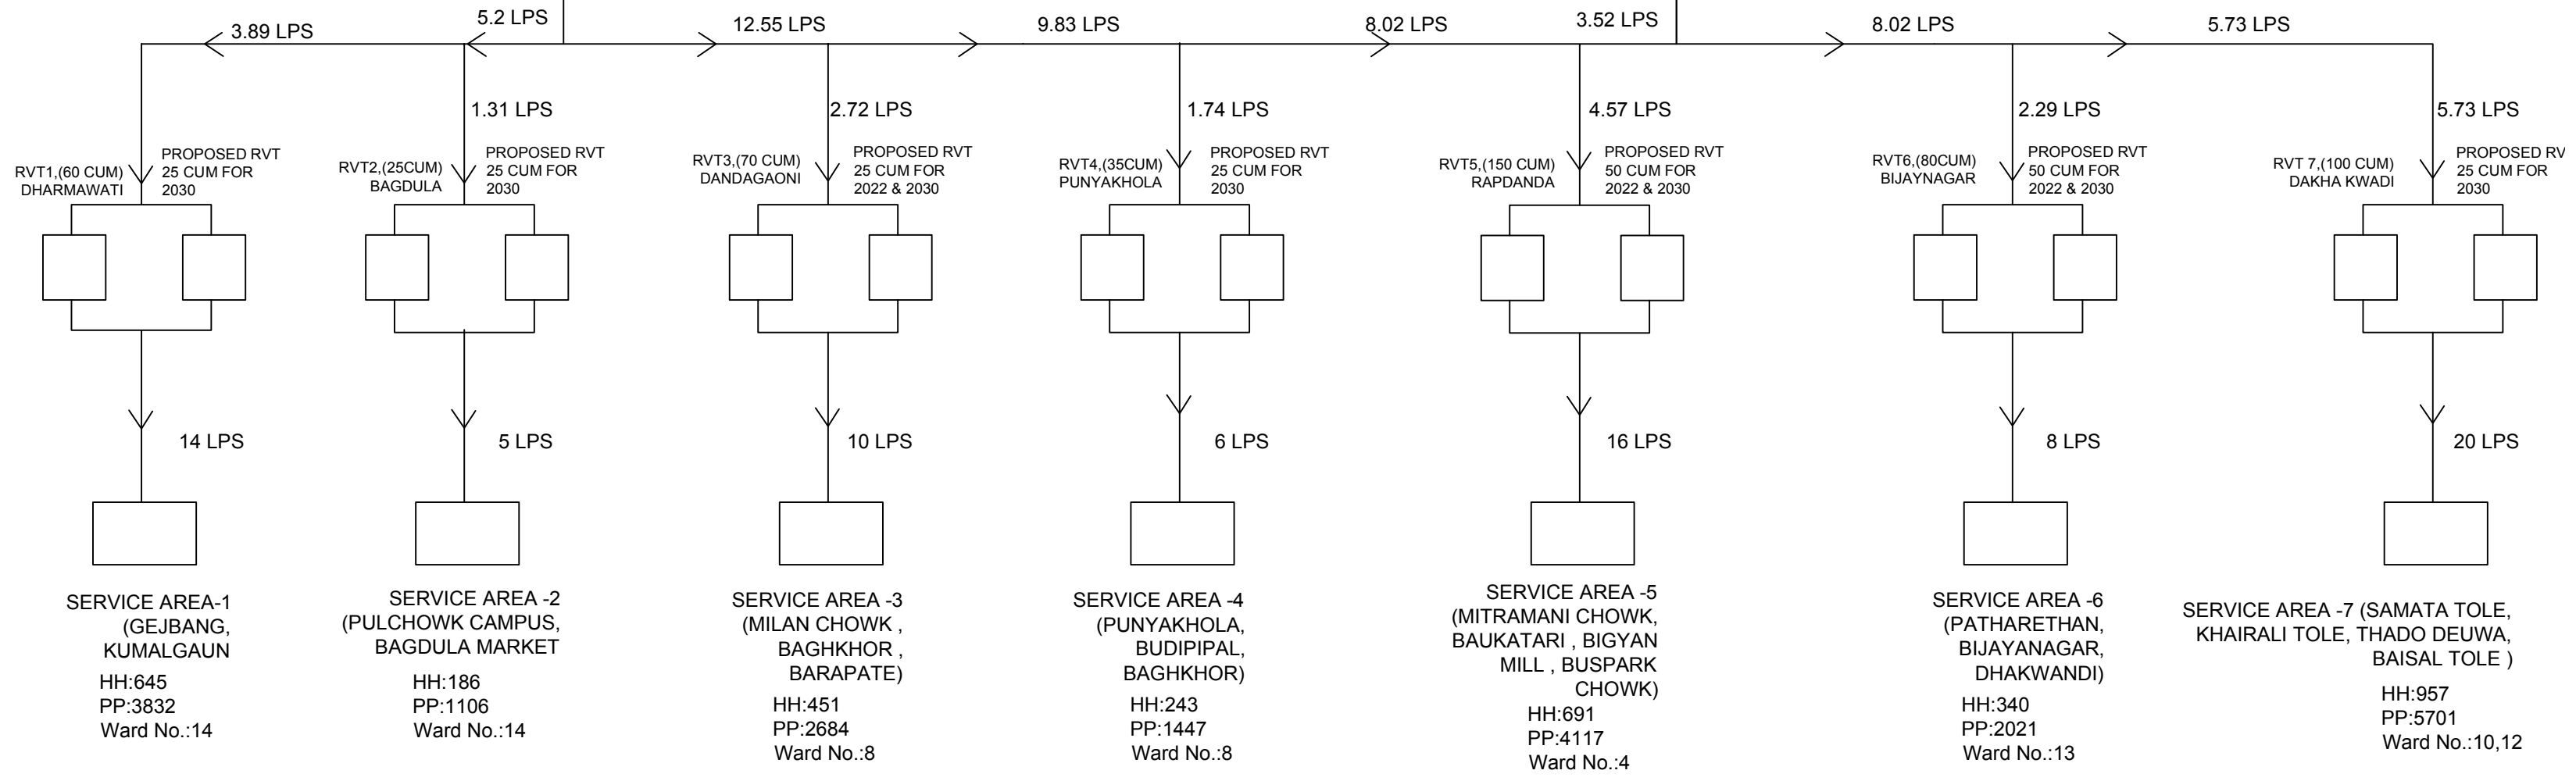 3.89 LPS
5.2 LPS
12.55 LPS
9.83 LPS
8.02 LPS
3.52 LPS
8.02 LPS
5.73 LPS
1.31 LPS
2.72 LPS
1.74 LPS
4.57 LPS
2.29 LPS
5.73 LPS
RVT1,(60 CUM)
DHARMAWATI
PROPOSED RVT
25 CUM FOR
2030
RVT2,(25CUM)
BAGDULA
PROPOSED RVT
25 CUM FOR
2030
RVT3,(70 CUM)
DANDAGAONI
PROPOSED RVT
25 CUM FOR
2022 & 2030
RVT4,(35CUM)
PUNYAKHOLA
PROPOSED RVT
25 CUM FOR
2030
RVT5,(150 CUM)
RAPDANDA
PROPOSED RVT
50 CUM FOR
2022 & 2030
RVT6,(80CUM)
BIJAYNAGAR
PROPOSED RVT
50 CUM FOR
2022 & 2030
RVT 7,(100 CUM)
DAKHA KWADI
PROPOSED RV
25 CUM FOR
2030
14 LPS
5 LPS
10 LPS
6 LPS
16 LPS
8 LPS
20 LPS
SERVICE AREA-1
(GEJBANG,
KUMALGAUN
HH:645
PP:3832
Ward No.:14
SERVICE AREA -2
(PULCHOWK CAMPUS,
BAGDULA MARKET
HH:186
PP:1106
Ward No.:14
SERVICE AREA -3
(MILAN CHOWK ,
BAGHKHOR ,
BARAPATE)
HH:451
PP:2684
Ward No.:8
SERVICE AREA -4
(PUNYAKHOLA,
BUDIPIPAL,
BAGHKHOR)
HH:243
PP:1447
Ward No.:8
SERVICE AREA -5
(MITRAMANI CHOWK,
BAUKATARI , BIGYAN
MILL , BUSPARK
CHOWK)
HH:691
PP:4117
Ward No.:4
SERVICE AREA -6
(PATHARETHAN,
BIJAYANAGAR,
DHAKWANDI)
HH:340
PP:2021
Ward No.:13
SERVICE AREA -7 (SAMATA TOLE,
KHAIRALI TOLE, THADO DEUWA,
BAISAL TOLE )
HH:957
PP:5701
Ward No.:10,12